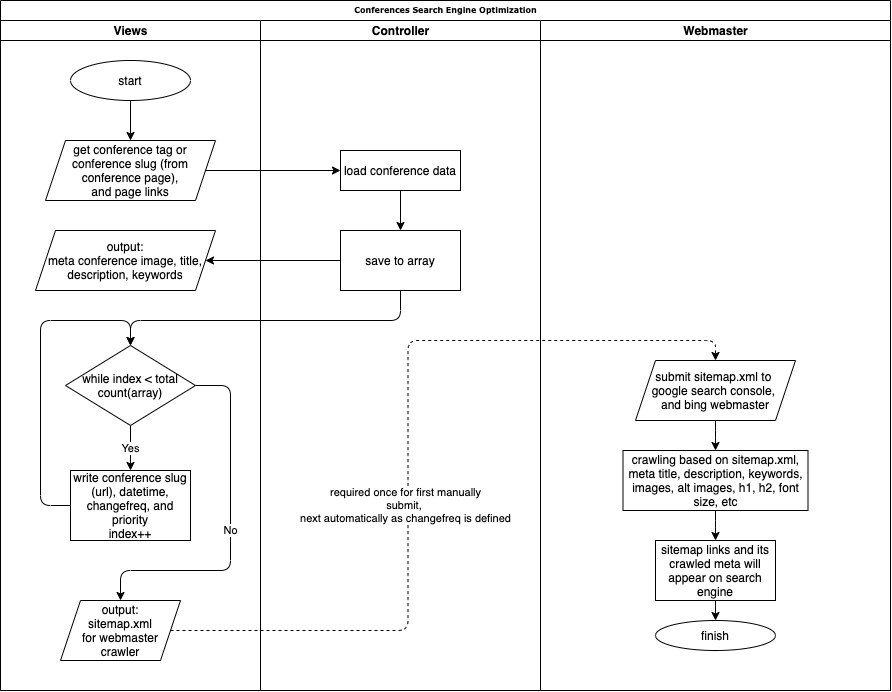 Conferences Search Engine Optimization
Views
Controller
Webmaster
start
get conference tag or
conference slug (from
conference page),
and page links
load conference data
output:
meta conference image, title,
description, keywords
save to array
while index < total
count(array)
Yes
write conference slug
(url), datetime,
changefreq, and
priority
index++
No
output:
sitemap.xml
for webmaster
crawler
required once for first manually
submit,
next automatically as changefreq is defined
submit sitemap.xml to
google search console,
and bing webmaster
crawling based on sitemap.xml,
meta title, description, keywords,
images, alt images, h1, h2, font
size, etc
sitemap links and its
crawled meta will
appear on search
engine
finish